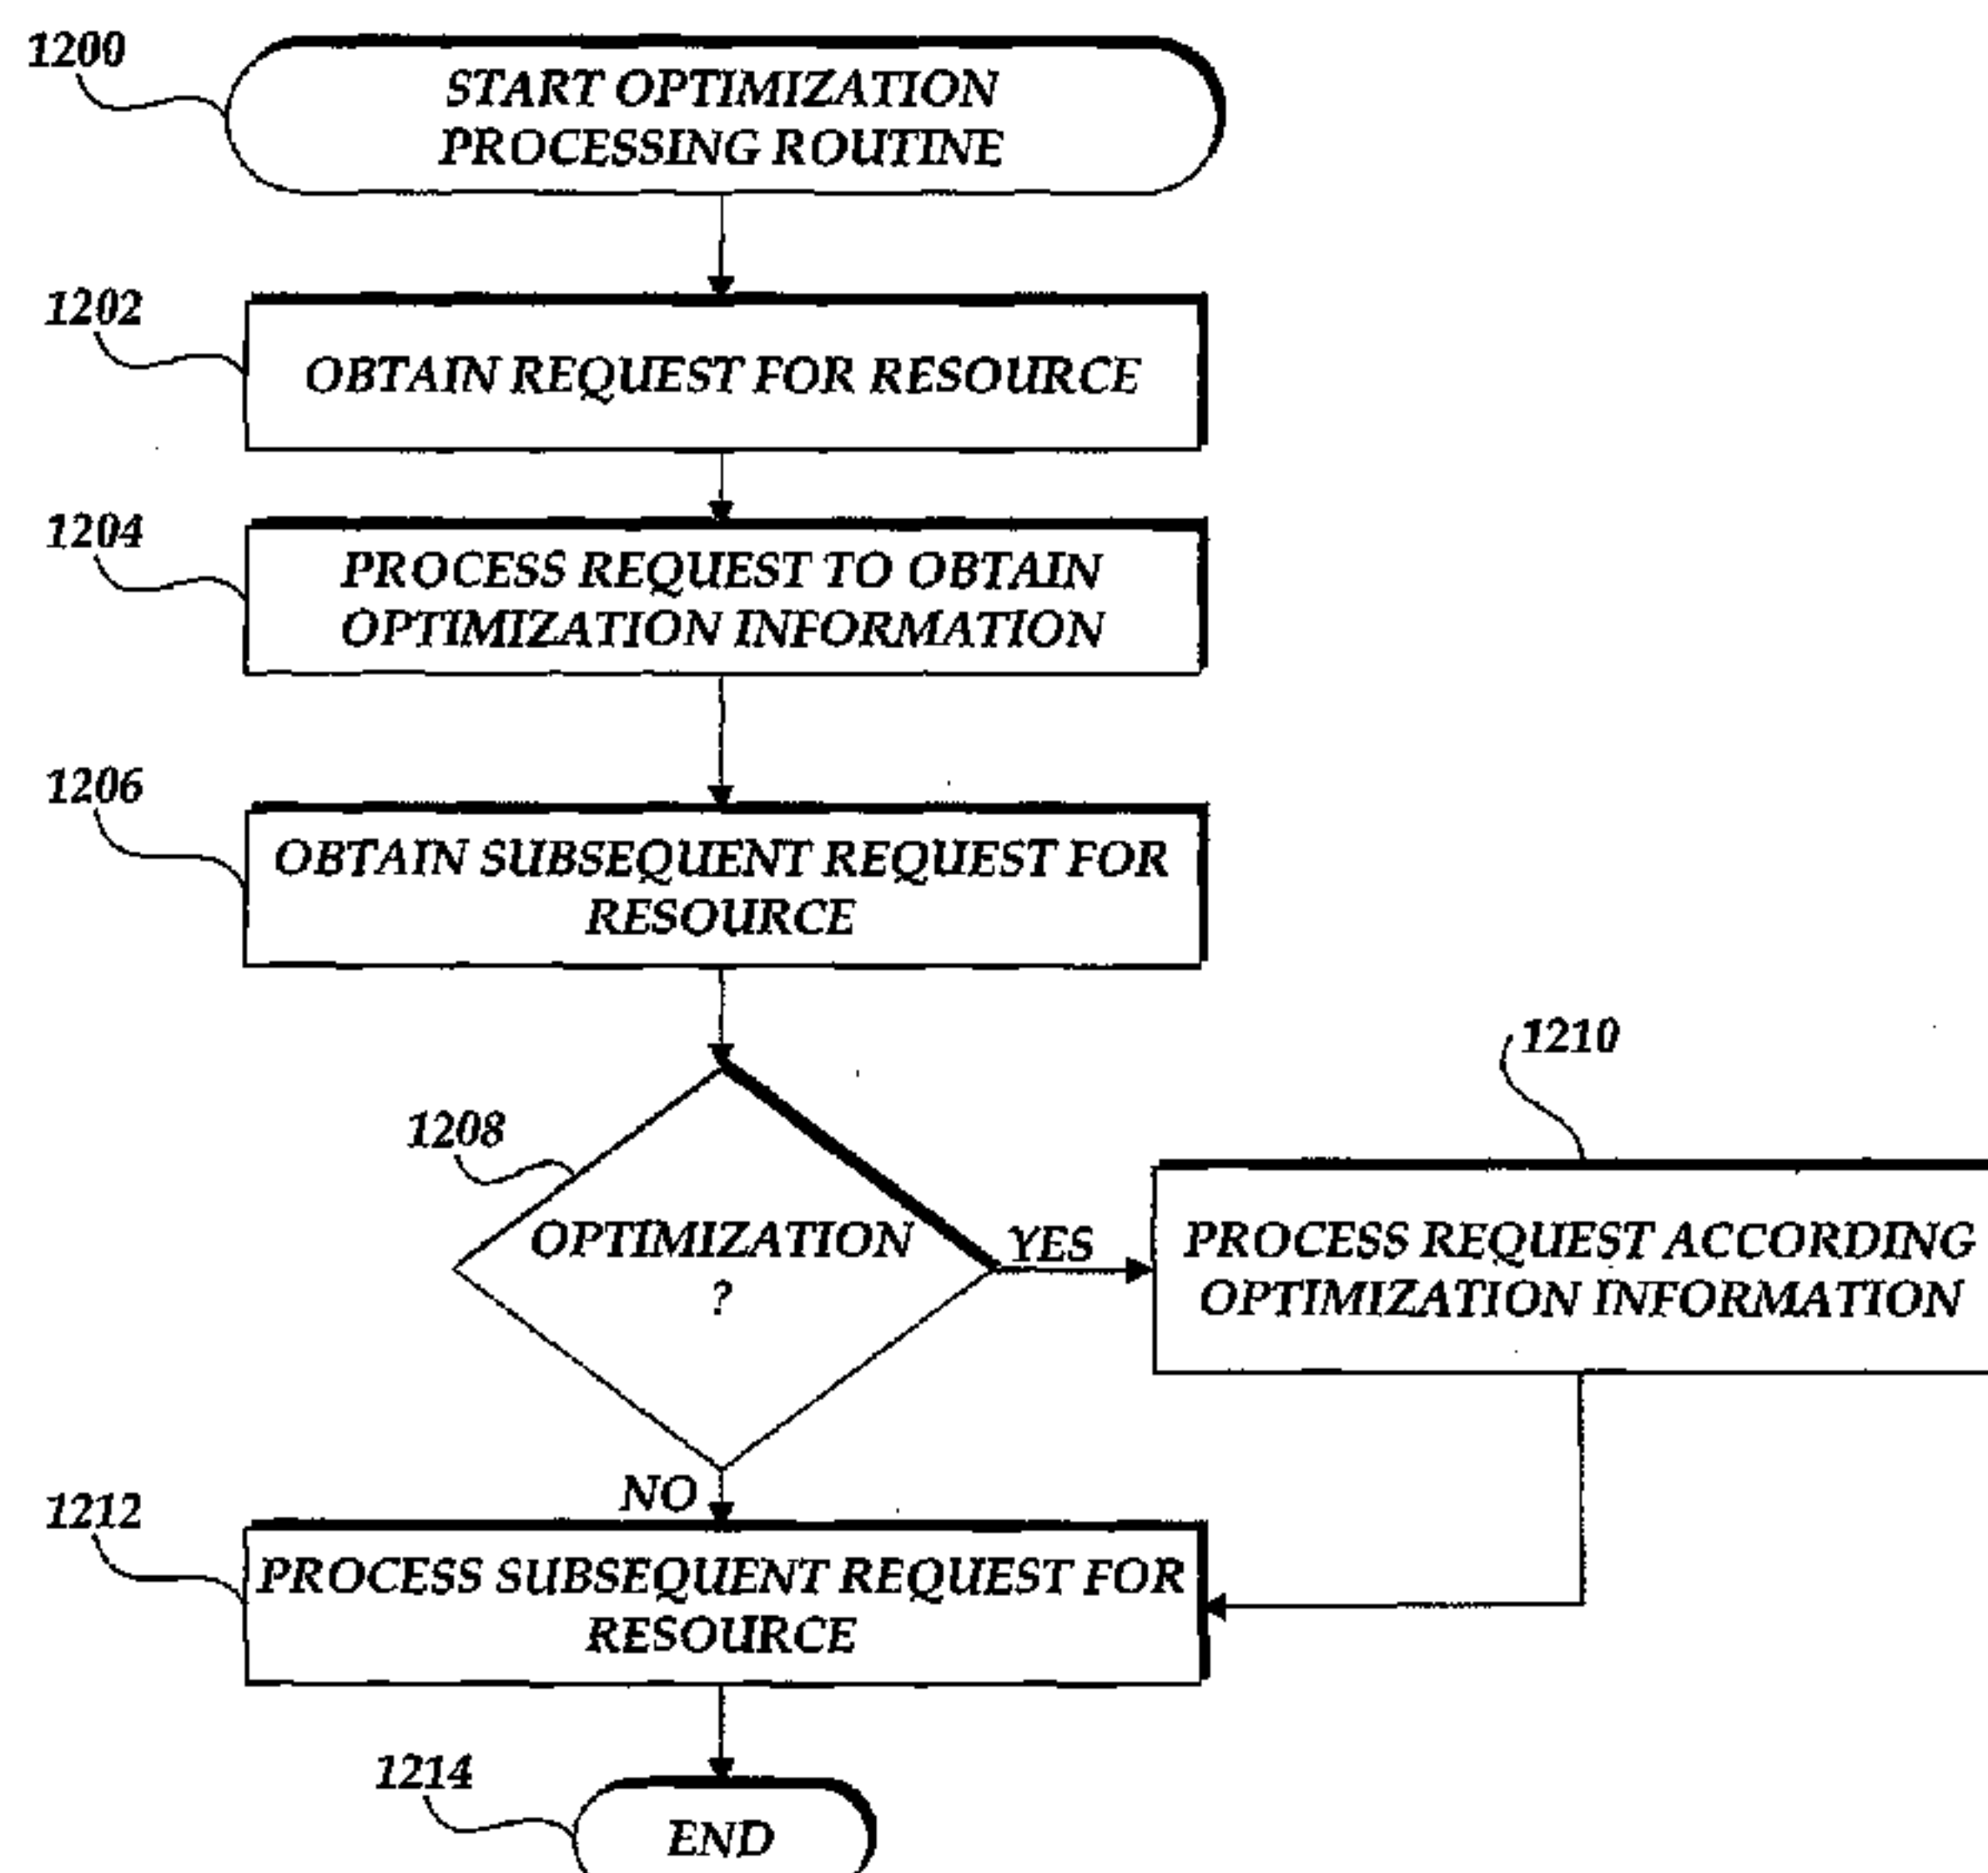 1200
START OPTIMIZATION
PROCESSING ROUTINE
1202
OBTAIN REQUEST FOR RESOURCE
1204
PROCESS REQUEST TO OBTAIN
OPTIMIZATION INFORMATION
1206
OBTAIN SUBSEQUENT REQUEST FOR
RESOURCE
1208
OPTIMIZATION
?
YES
1210
PROCESS REQUEST ACCORDING
OPTIMIZATION INFORMATION
NO
1212
PROCESS SUBSEQUENT REQUEST FOR
RESOURCE
1214
END